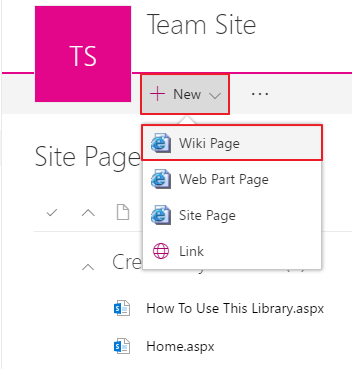 Team Site
TS
New
...
Wiki Page
Site Page
Web Part Page
Site Page
Link
Cre
How To Use This Library.aspx
Home.aspx